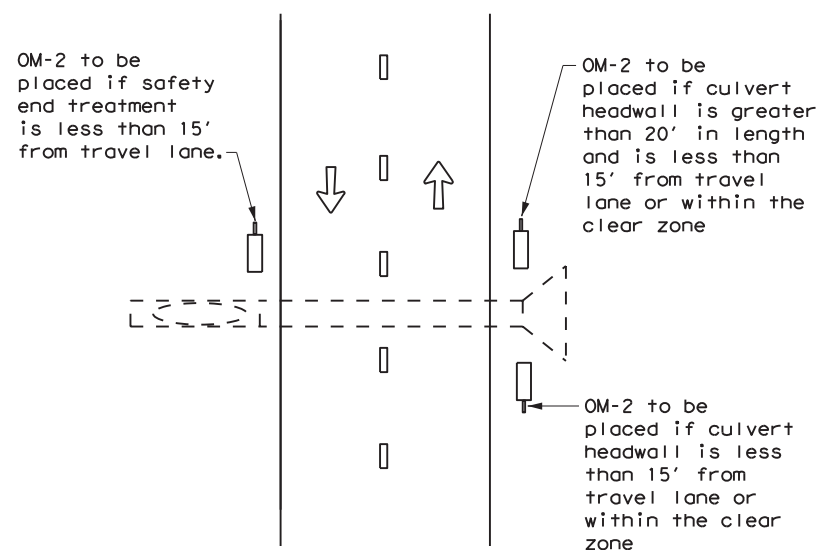 OM-2 to be
placed if safety
end treatment
is less than 15'
from travel lane.
OM-2 to be
placed if culvert
headwall is greater
than 20' in length
and is less than
15' from travel
lane or within the
clear zone
OM-2 to be
placed if culvert
headwall is less
than 15' from
travel lane or
within the clear
zone